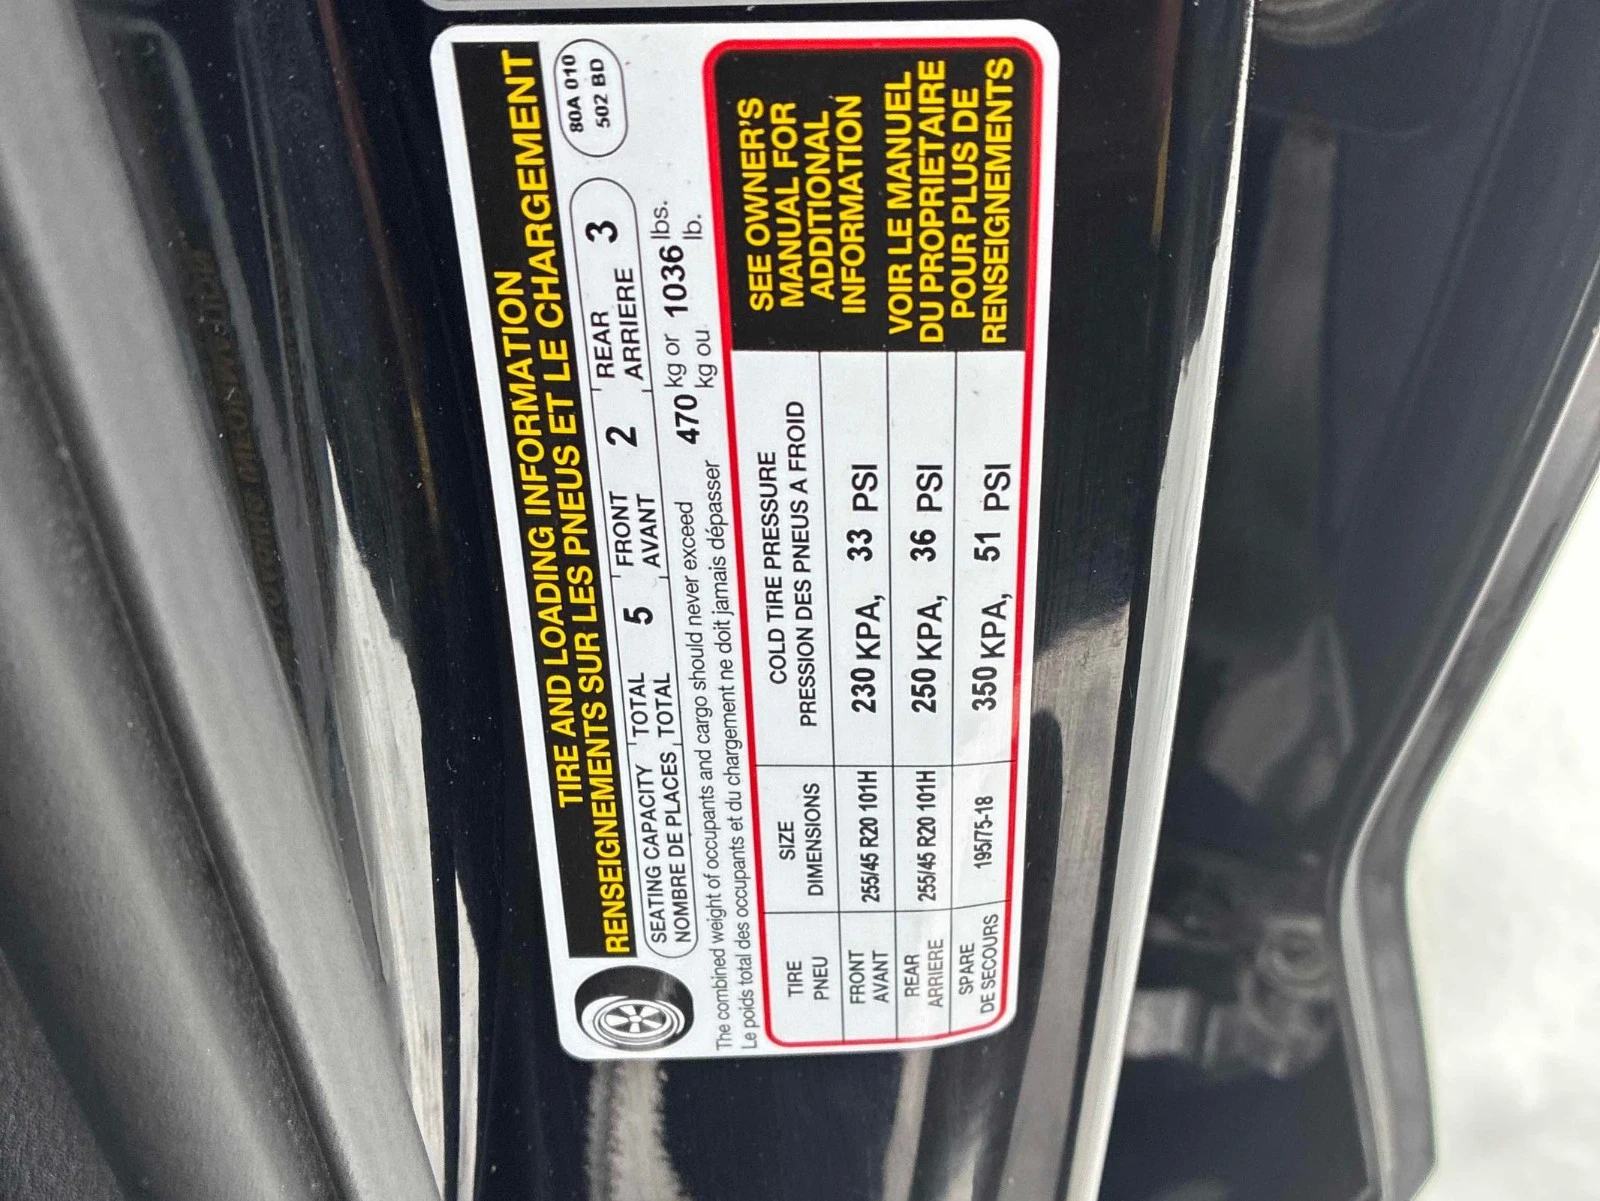 TIRE AND LOADING INFORMATION
RENSEIGNEMENTS SUR LES PNEUS ET LE CHARGEMENT
SEATING CAPACITY TOTAL 5 FRONT 2 REAR 3
NOMBRE DE PLACES TOTAL AVANT ARRIERE
80A 010
502 BD
The combined weight of occupants and cargo should never exceed 470 kg or 1036 lbs.
Le poids total des occupants et du chargement ne doit jamais dépasser kg ou lb.
TIRE SIZE COLD TIRE PRESSURE
PNEU DIMENSIONS PRESSION DES PNEUS A FROID
FRONT 255/45 R20 101H 230 KPA, 33 PSI
AVANT
REAR 255/45 R20 101H 250 KPA, 36 PSI
ARRIERE
SPARE 195/75-18 350 KPA, 51 PSI
DE SECOURS
SEE OWNER'S
MANUAL FOR
ADDITIONAL
INFORMATION
VOIR LE MANUEL
DU PROPRIETAIRE
POUR PLUS DE
RENSEIGNEMENTS